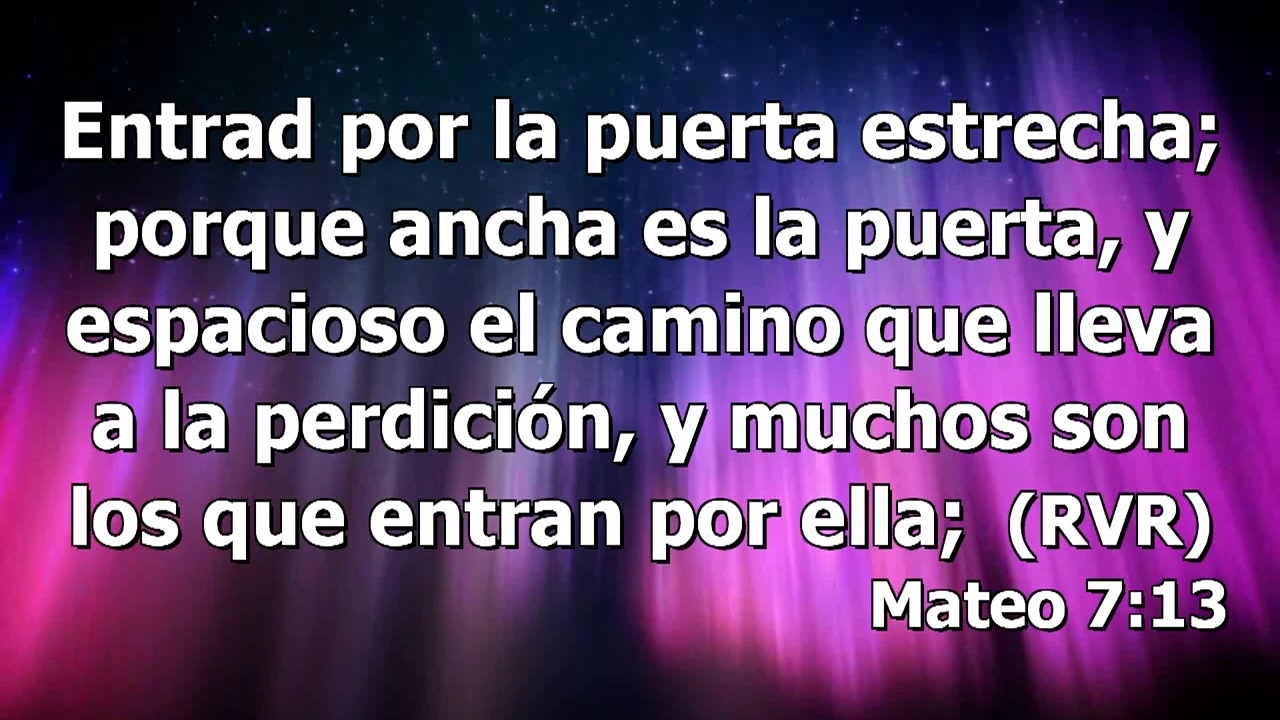 Entrad por la puerta estrecha;
porque ancha es la puerta, y
espacioso el camino que lleva
a la perdición, y muchos son
los que entran por ella; (RVR)
Mateo 7:13